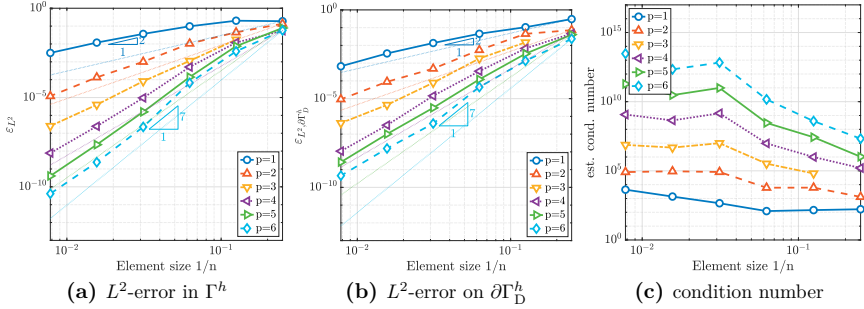 10^0
10^-5
10^-10
ε_{L^2}
2
1
7
1
p=1
p=2
p=3
p=4
p=5
p=6
10^-2
10^-1
Element size 1/n
(a) L^2-error in Γ^h
10^0
10^-5
10^-10
ε_{L^2,∂Γ_D^h}
2
1
7
1
p=1
p=2
p=3
p=4
p=5
p=6
10^-2
10^-1
Element size 1/n
(b) L^2-error on ∂Γ_D^h
10^15
10^10
10^5
10^0
est. cond. number
p=1
p=2
p=3
p=4
p=5
p=6
10^-2
10^-1
Element size 1/n
(c) condition number